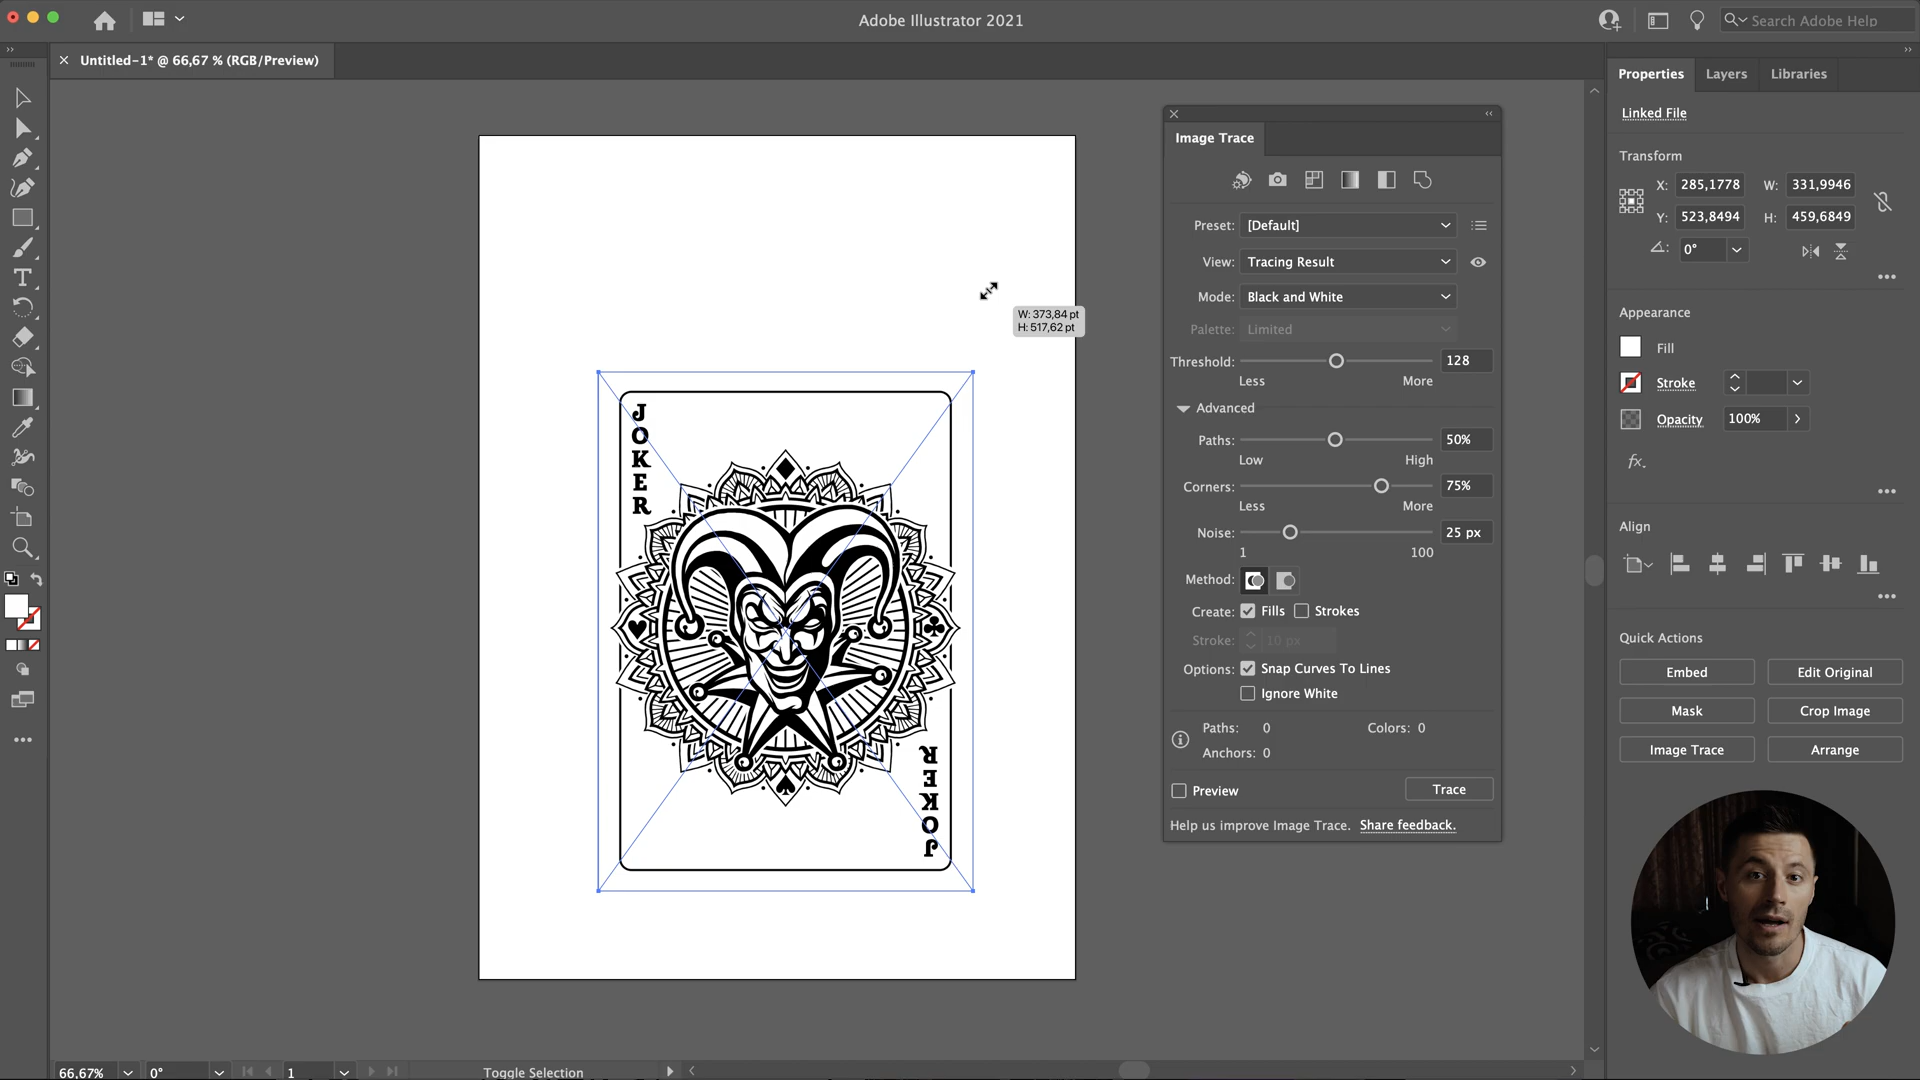 Adobe Illustrator 2021
Search Adobe Help
Untitled-1* @ 66,67 % (RGB/Preview)
Properties
Layers
Libraries
Linked File
Transform
X: 285,1778
W: 331,9946
Y: 523,8494
H: 459,6849
0°
Appearance
Fill
Stroke
Opacity
100%
fx.
Align
Quick Actions
Embed
Edit Original
Mask
Crop Image
Image Trace
Arrange
Image Trace
Preset: [Default]
View: Tracing Result
Mode: Black and White
Palette: Limited
Threshold: 128
Less More
Advanced
Paths: 50%
Low High
Corners: 75%
Less More
Noise: 25 px
1 100
Method:
Create: Fills Strokes
Stroke: 10 px
Options: Snap Curves To Lines
Ignore White
Paths: 0 Colors: 0
Anchors: 0
Preview
Trace
Help us improve Image Trace. Share feedback.
W: 373,84 pt
H: 517,62 pt
JOKER
JOKER
66,67%
0°
1
Toggle Selection